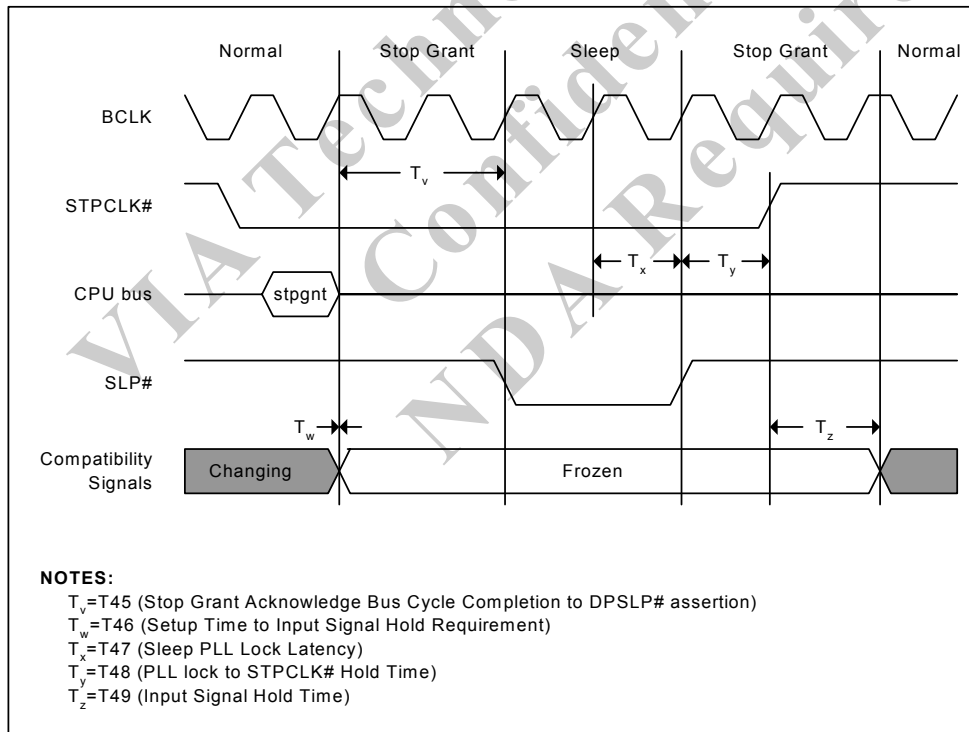 VIA Techn
Confiden
NDA Require
Normal Stop Grant Sleep Stop Grant Normal
BCLK
Tv
STPCLK#
Tx Ty
CPU bus stpgnt
SLP#
Tw Tz
Compatibility Signals Changing Frozen
NOTES:
Tv=T45 (Stop Grant Acknowledge Bus Cycle Completion to DPSLP# assertion)
Tw=T46 (Setup Time to Input Signal Hold Requirement)
Tx=T47 (Sleep PLL Lock Latency)
Ty=T48 (PLL lock to STPCLK# Hold Time)
Tz=T49 (Input Signal Hold Time)